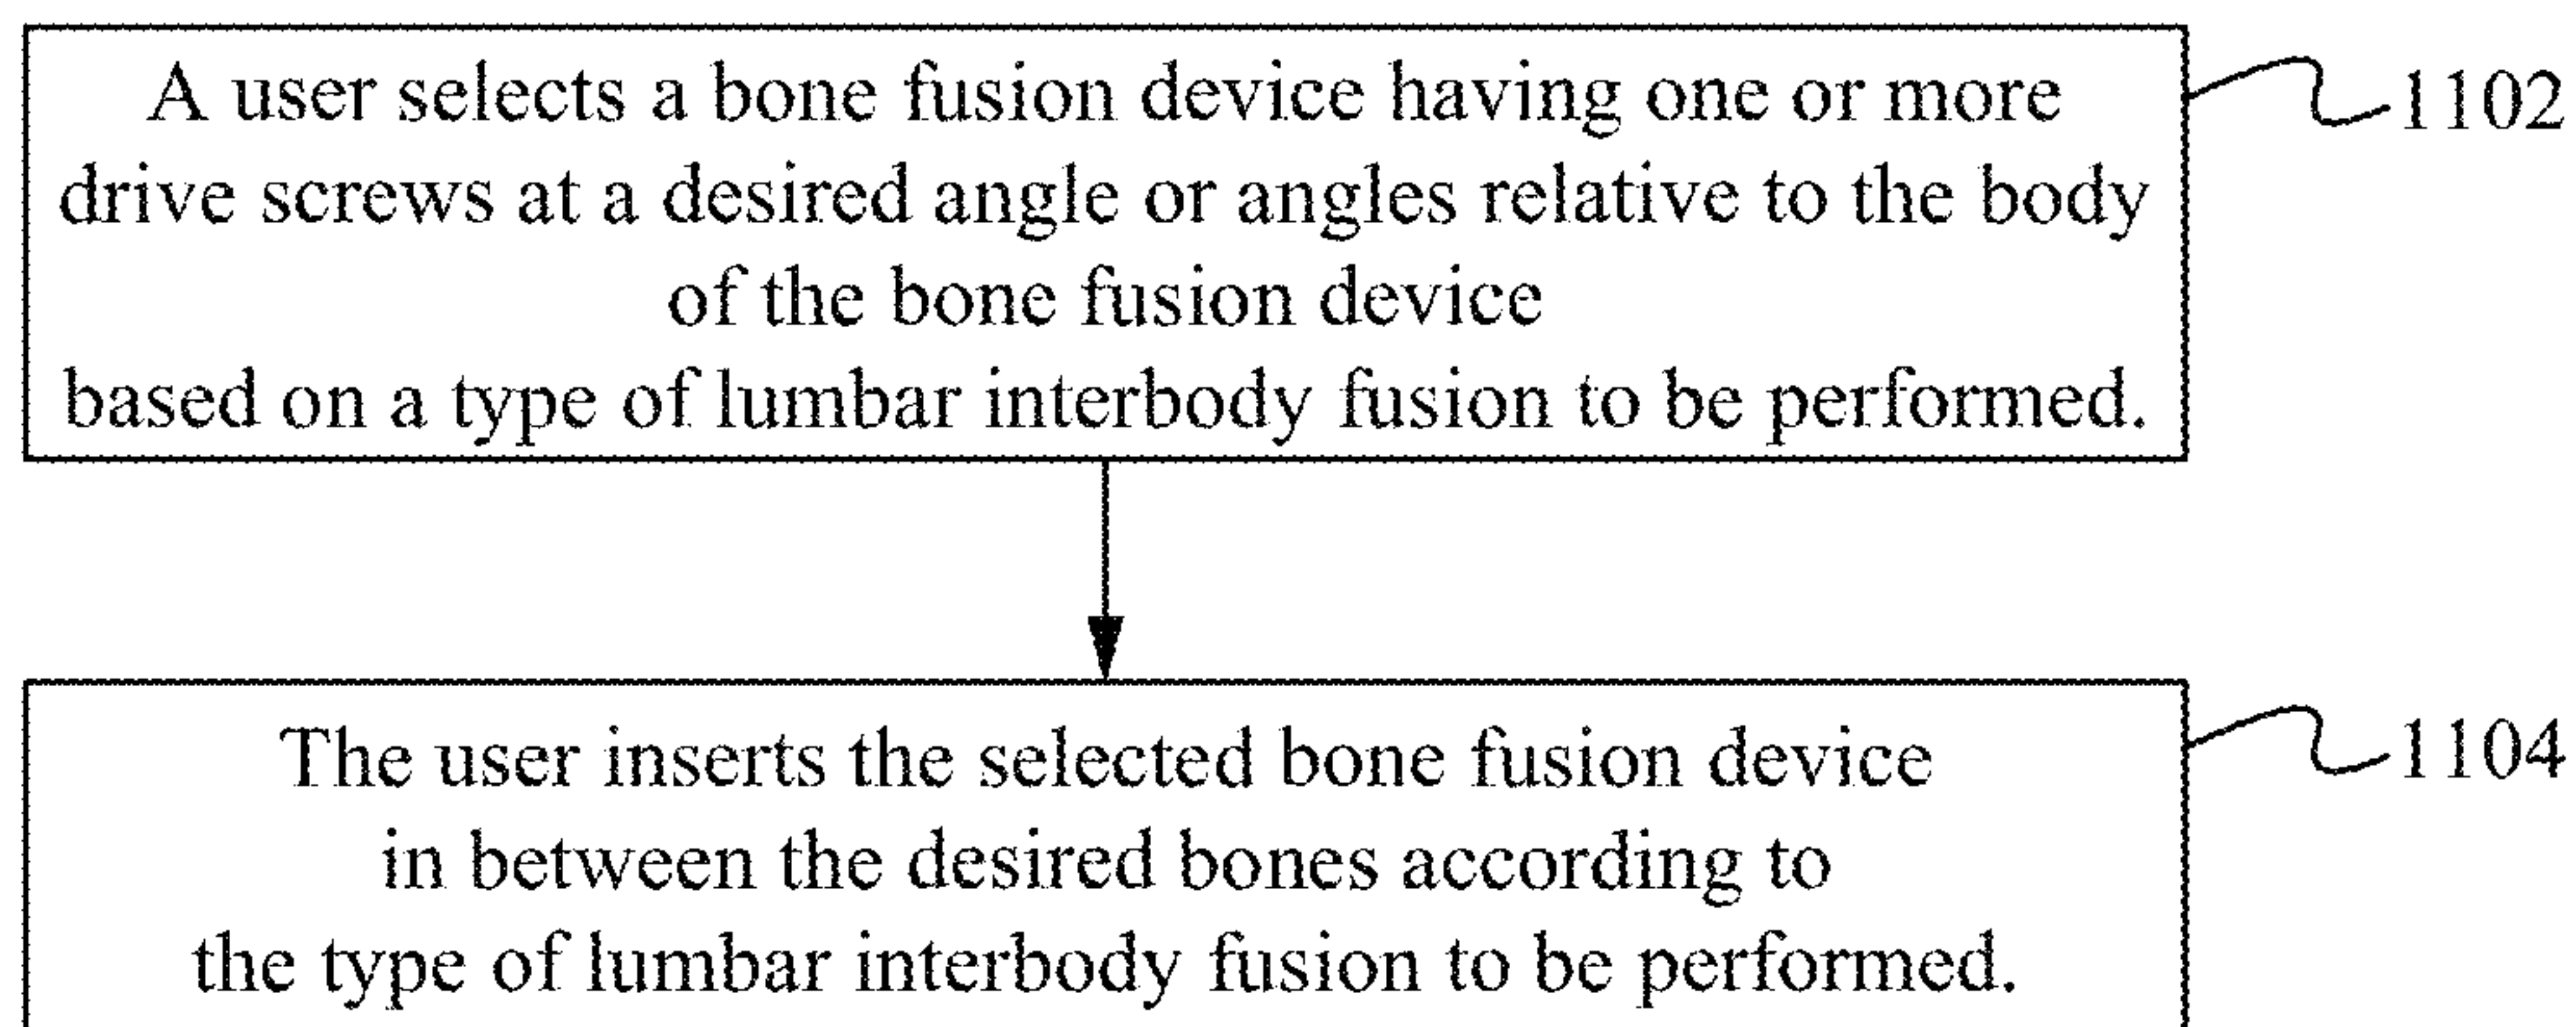 A user selects a bone fusion device having one or more
drive screws at a desired angle or angles relative to the body
of the bone fusion device
based on a type of lumbar interbody fusion to be performed.
1102
The user inserts the selected bone fusion device
in between the desired bones according to
the type of lumbar interbody fusion to be performed.
1104